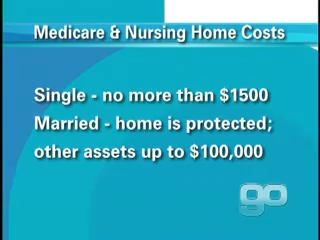 Medicare & Nursing Home Costs
Single - no more than $1500
Married - home is protected;
other assets up to $100,000
go